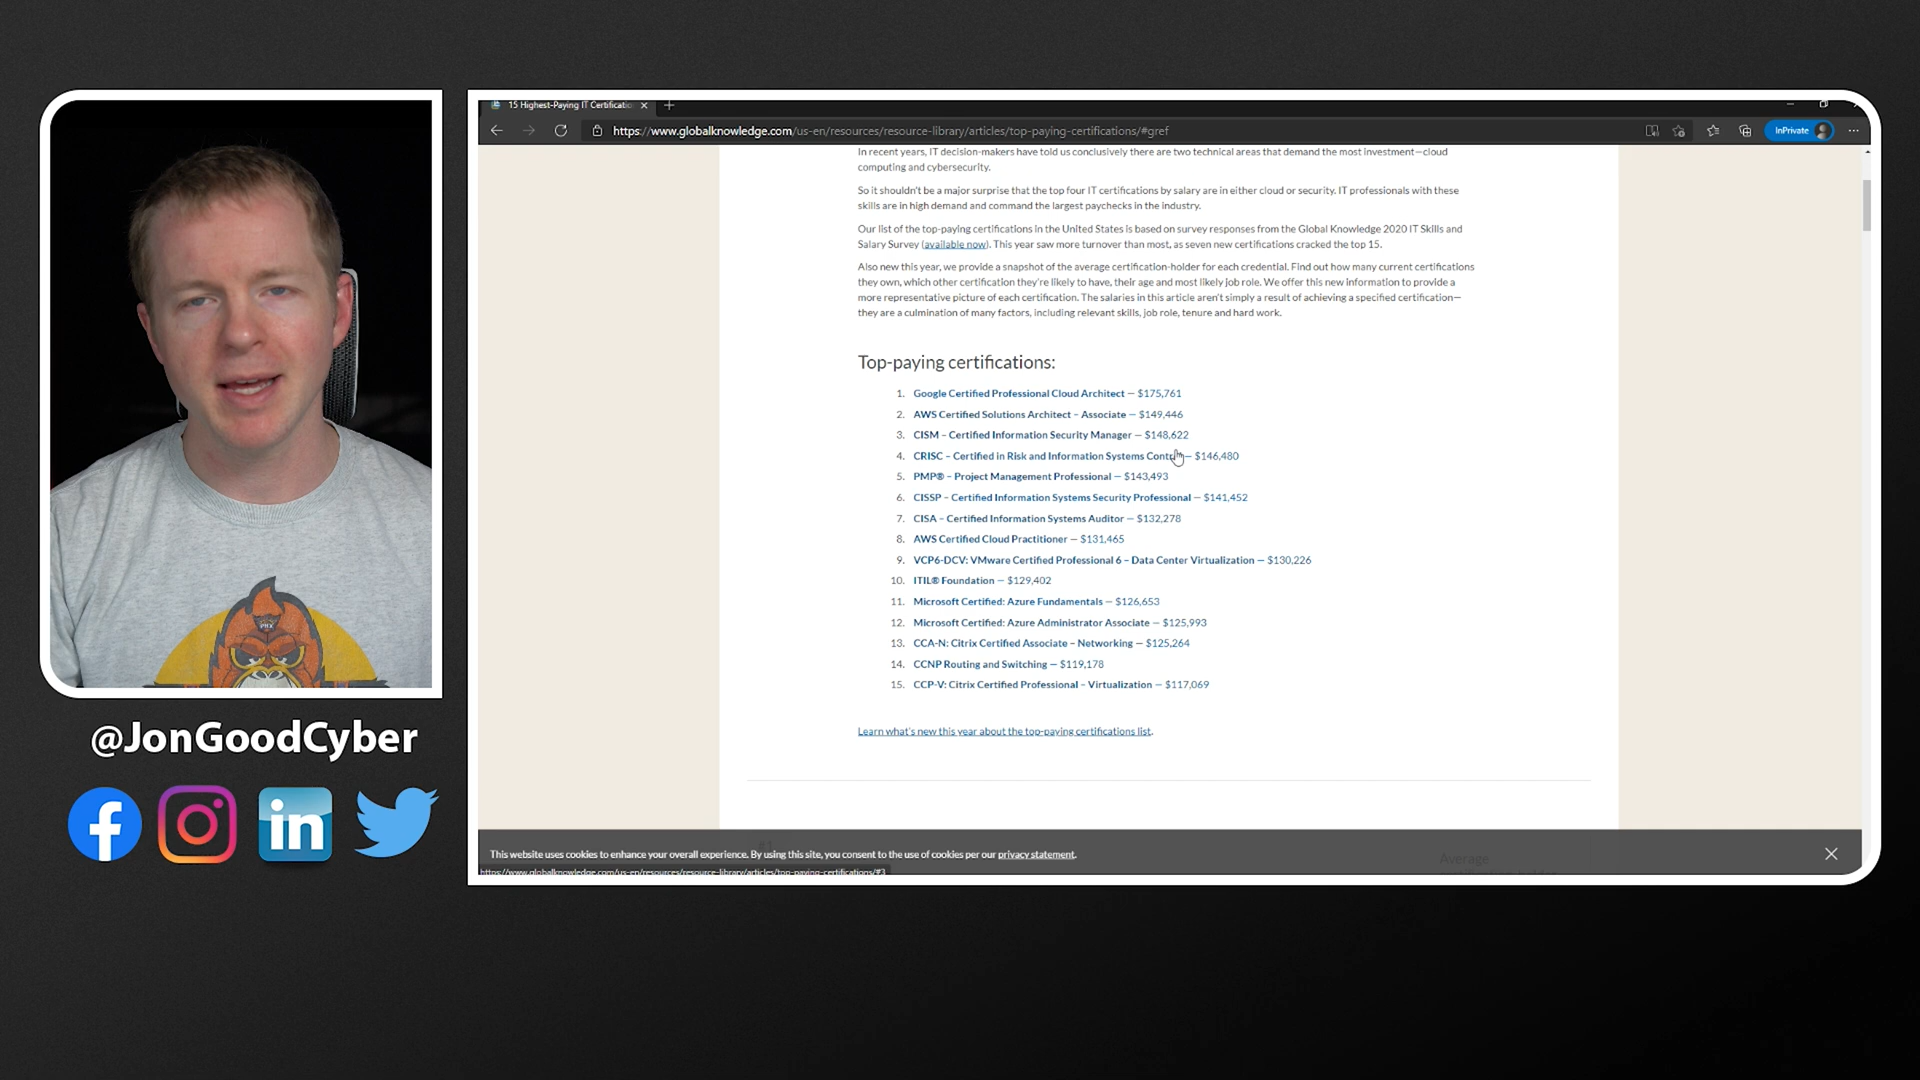 15 Highest-Paying IT Certificatio
https://www.globalknowledge.com/us-en/resources/resource-library/articles/top-paying-certifications/#gref
InPrivate
In recent years, IT decision-makers have told us conclusively there are two technical areas that demand the most investment—cloud
computing and cybersecurity.
So it shouldn't be a major surprise that the top four IT certifications by salary are in either cloud or security. IT professionals with these
skills are in high demand and command the largest paychecks in the industry.
Our list of the top-paying certifications in the United States is based on survey responses from the Global Knowledge 2020 IT Skills and
Salary Survey (available now). This year saw more turnover than most, as seven new certifications cracked the top 15.
Also new this year, we provide a snapshot of the average certification-holder for each credential. Find out how many current certifications
they own, which other certification they're likely to have, their age and most likely job role. We offer this new information to provide a
more representative picture of each certification. The salaries in this article aren't simply a result of achieving a specified certification—
they are a culmination of many factors, including relevant skills, job role, tenure and hard work.
Top-paying certifications:
1. Google Certified Professional Cloud Architect — $175,761
2. AWS Certified Solutions Architect – Associate — $149,446
3. CISM – Certified Information Security Manager — $148,622
4. CRISC – Certified in Risk and Information Systems Contr — $146,480
5. PMP® – Project Management Professional — $143,493
6. CISSP – Certified Information Systems Security Professional — $141,452
7. CISA – Certified Information Systems Auditor — $132,278
8. AWS Certified Cloud Practitioner — $131,465
9. VCP6-DCV: VMware Certified Professional 6 – Data Center Virtualization — $130,226
10. ITIL® Foundation — $129,402
11. Microsoft Certified: Azure Fundamentals — $126,653
12. Microsoft Certified: Azure Administrator Associate — $125,993
13. CCA-N: Citrix Certified Associate – Networking — $125,264
14. CCNP Routing and Switching — $119,178
15. CCP-V: Citrix Certified Professional – Virtualization — $117,069
Learn what's new this year about the top-paying certifications list.
#1
Average
This website uses cookies to enhance your overall experience. By using this site, you consent to the use of cookies per our privacy statement.
https://www.globalknowledge.com/us-en/resources/resource-library/articles/top-paying-certifications/#3
@JonGoodCyber